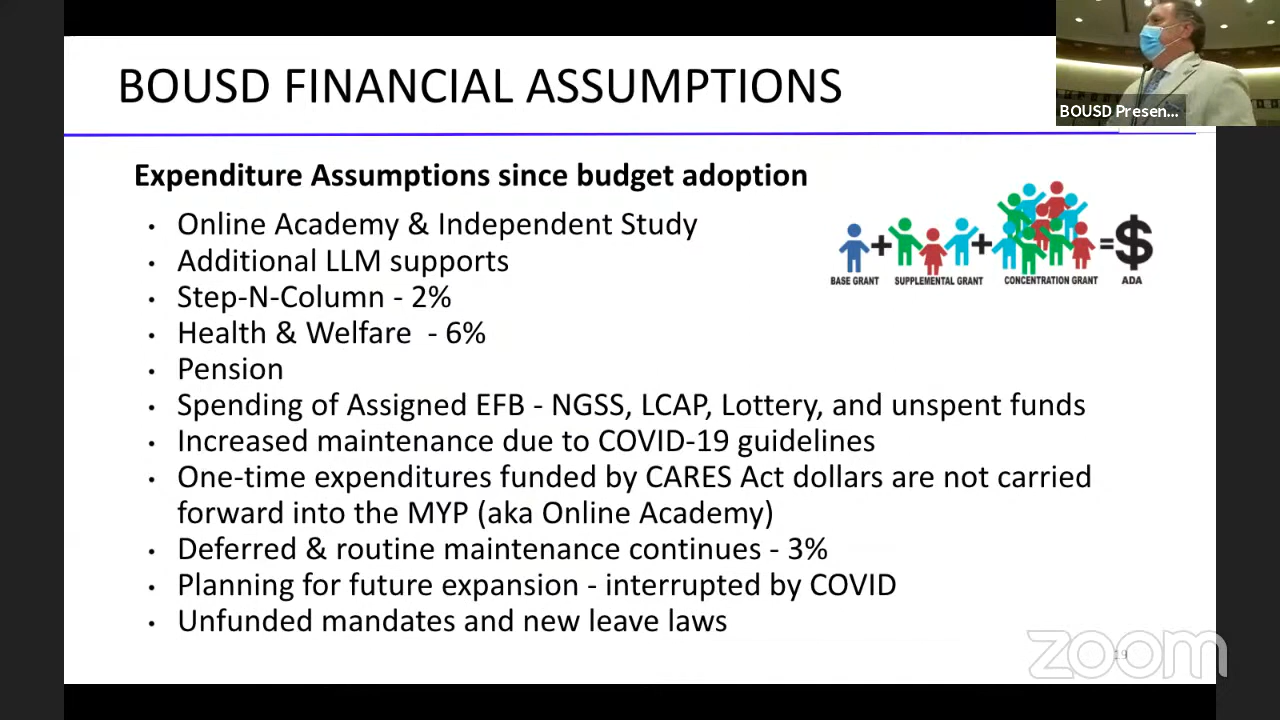 BOUSD FINANCIAL ASSUMPTIONS
BOUSD Presen...
Expenditure Assumptions since budget adoption
• Online Academy & Independent Study
• Additional LLM supports
• Step-N-Column - 2%
• Health & Welfare - 6%
• Pension
• Spending of Assigned EFB - NGSS, LCAP, Lottery, and unspent funds
• Increased maintenance due to COVID-19 guidelines
• One-time expenditures funded by CARES Act dollars are not carried
forward into the MYP (aka Online Academy)
• Deferred & routine maintenance continues - 3%
• Planning for future expansion - interrupted by COVID
• Unfunded mandates and new leave laws
+ + = $
BASE GRANT SUPPLEMENTAL GRANT CONCENTRATION GRANT ADA
zoom
19